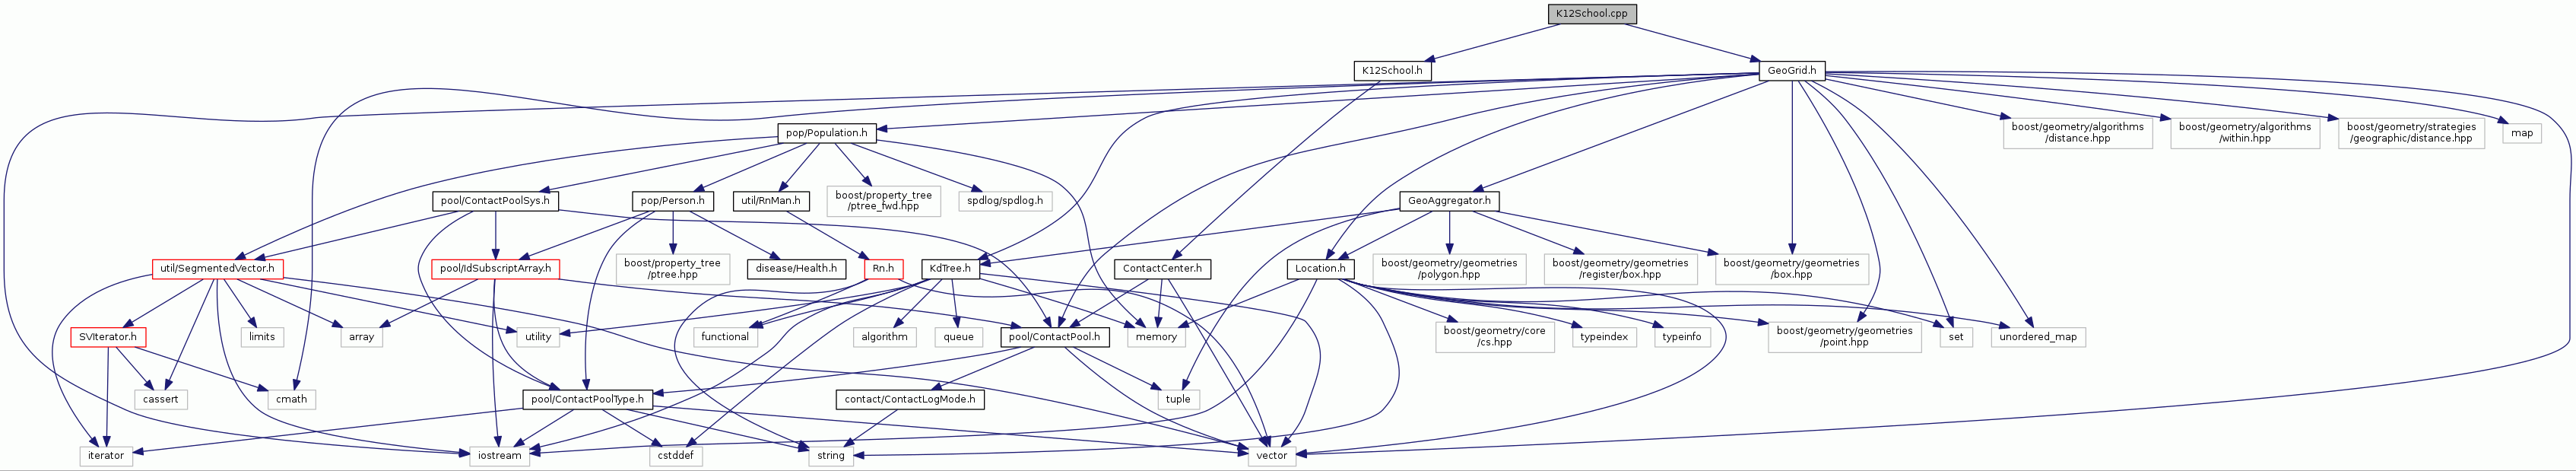 K12School.cpp
K12School.h
GeoGrid.h
pop/Population.h
boost/geometry/algorithms
/distance.hpp
boost/geometry/algorithms
/within.hpp
boost/geometry/strategies
/geographic/distance.hpp
map
pool/ContactPoolSys.h
pop/Person.h
util/RnMan.h
boost/property_tree
/ptree_fwd.hpp
spdlog/spdlog.h
GeoAggregator.h
util/SegmentedVector.h
pool/IdSubscriptArray.h
boost/property_tree
/ptree.hpp
disease/Health.h
Rn.h
KdTree.h
ContactCenter.h
Location.h
boost/geometry/geometries
/polygon.hpp
boost/geometry/geometries
/register/box.hpp
boost/geometry/geometries
/box.hpp
SVIterator.h
limits
array
utility
functional
algorithm
queue
pool/ContactPool.h
memory
boost/geometry/core
/cs.hpp
typeindex
typeinfo
boost/geometry/geometries
/point.hpp
set
unordered_map
cassert
cmath
pool/ContactPoolType.h
contact/ContactLogMode.h
tuple
iterator
iostream
cstddef
string
vector